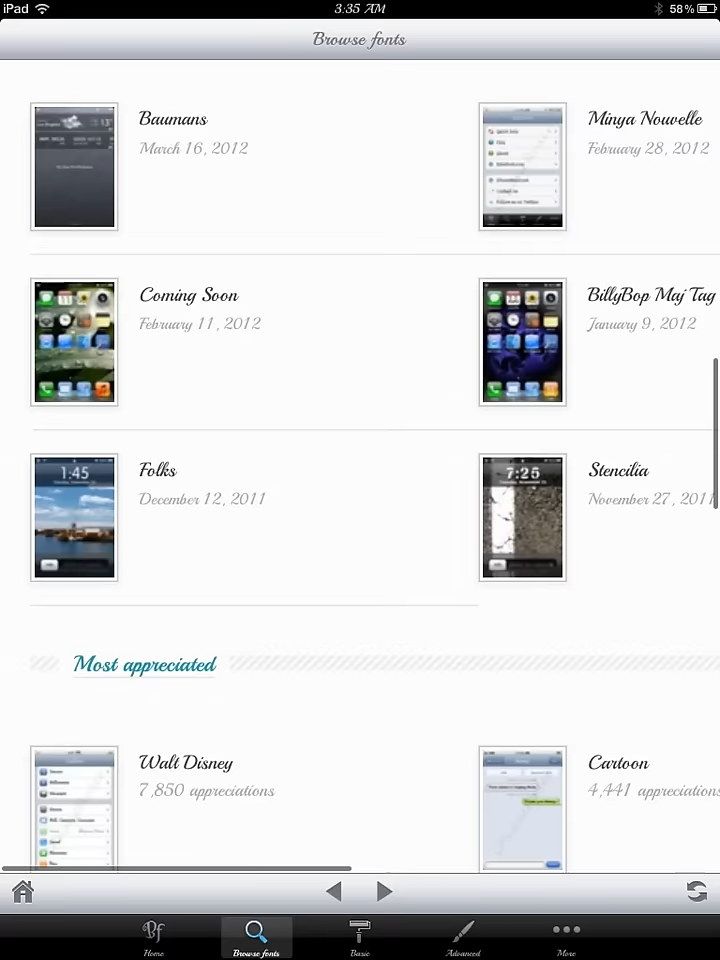 iPad 3:35 AM 58%
Browse fonts
Baumans
March 16, 2012
Minya Nouvelle
February 28, 2012
Coming Soon
February 11, 2012
BillyBop Maj Tag
January 9, 2012
Folks
December 12, 2011
Stencilia
November 27, 2011
1:45
7:25
Most appreciated
Walt Disney
7,850 appreciations
Cartoon
4,441 appreciations
Bf
Home
Browse fonts
Basic
Advanced
More